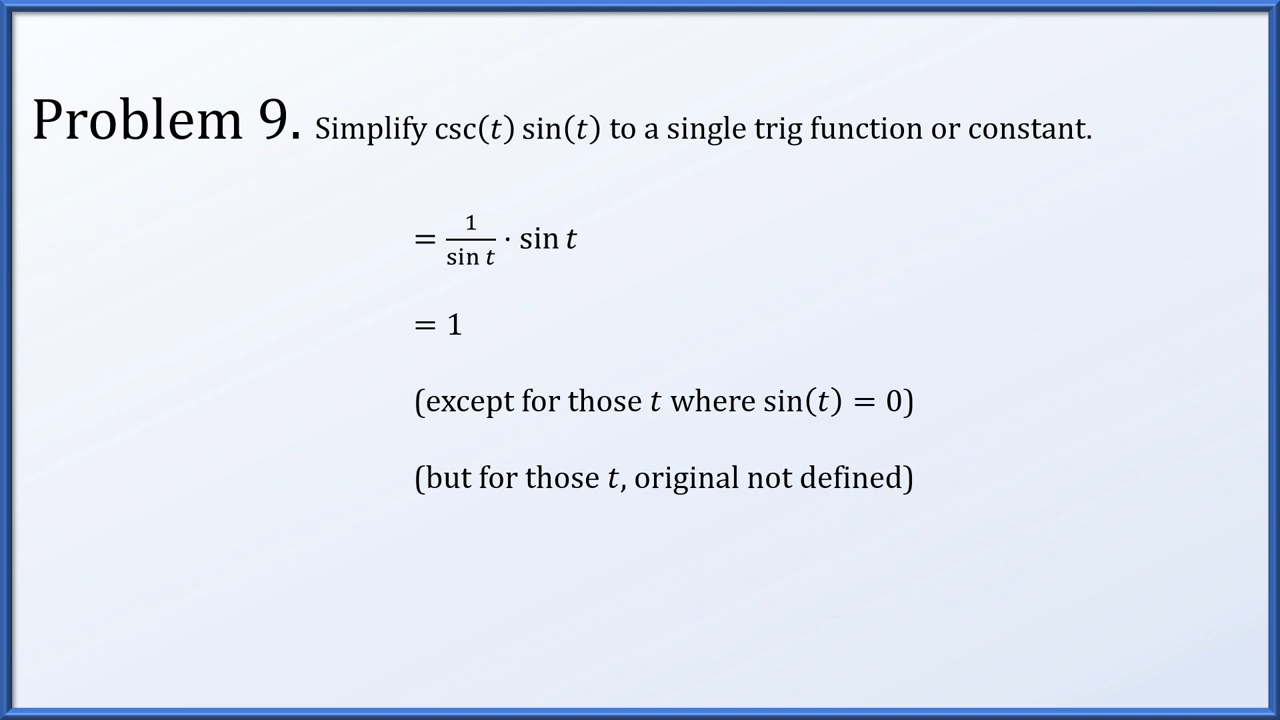 Problem 9. Simplify csc(t) sin(t) to a single trig function or constant.
= 1/sin t · sin t
= 1
(except for those t where sin(t) = 0)
(but for those t, original not defined)